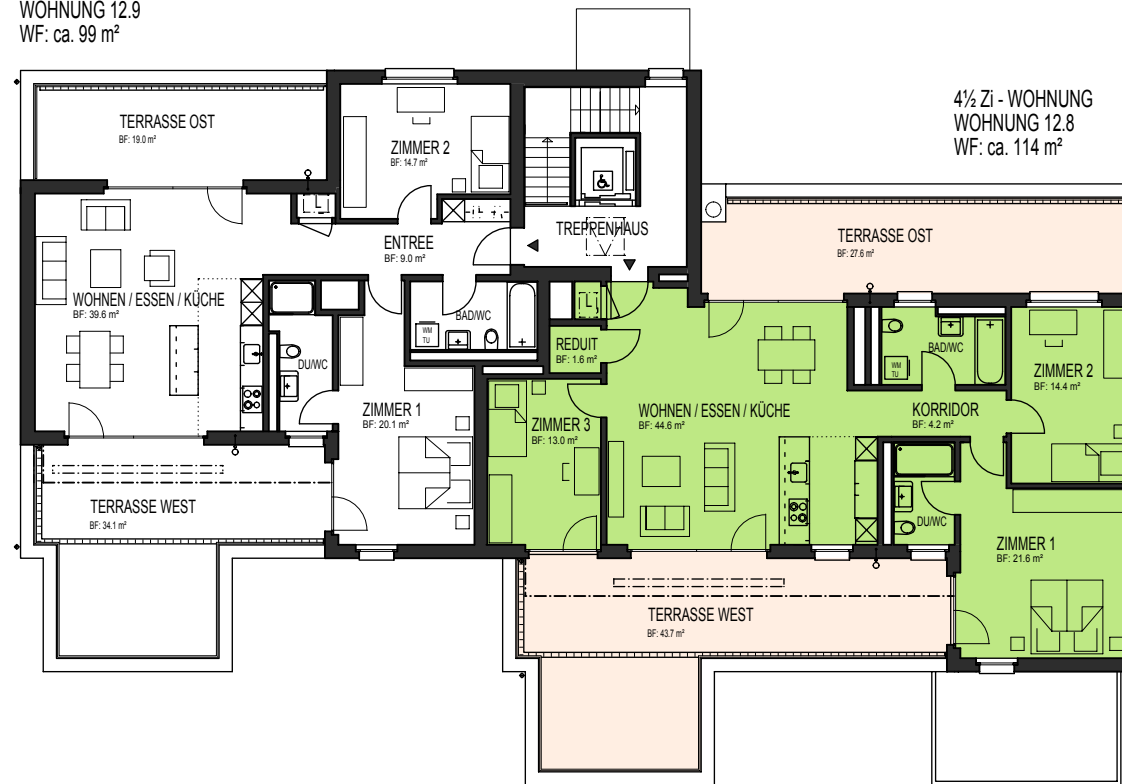 WOHNUNG 12.9
WF: ca. 99 m²
4½ Zi - WOHNUNG
WOHNUNG 12.8
WF: ca. 114 m²
TERRASSE OST
BF: 19.0 m²
ZIMMER 2
BF: 14.7 m²
L
L
ENTREE
BF: 9.0 m²
TREPPENHAUS
WOHNEN / ESSEN / KÜCHE
BF: 39.6 m²
BAD/WC
WM
TU
DU/WC
ZIMMER 1
BF: 20.1 m²
TERRASSE WEST
BF: 34.1 m²
TERRASSE OST
BF: 27.6 m²
L
REDUIT
BF: 1.6 m²
ZIMMER 3
BF: 13.0 m²
WOHNEN / ESSEN / KÜCHE
BF: 44.6 m²
BAD/WC
WM
TU
KORRIDOR
BF: 4.2 m²
ZIMMER 2
BF: 14.4 m²
DU/WC
ZIMMER 1
BF: 21.6 m²
TERRASSE WEST
BF: 43.7 m²